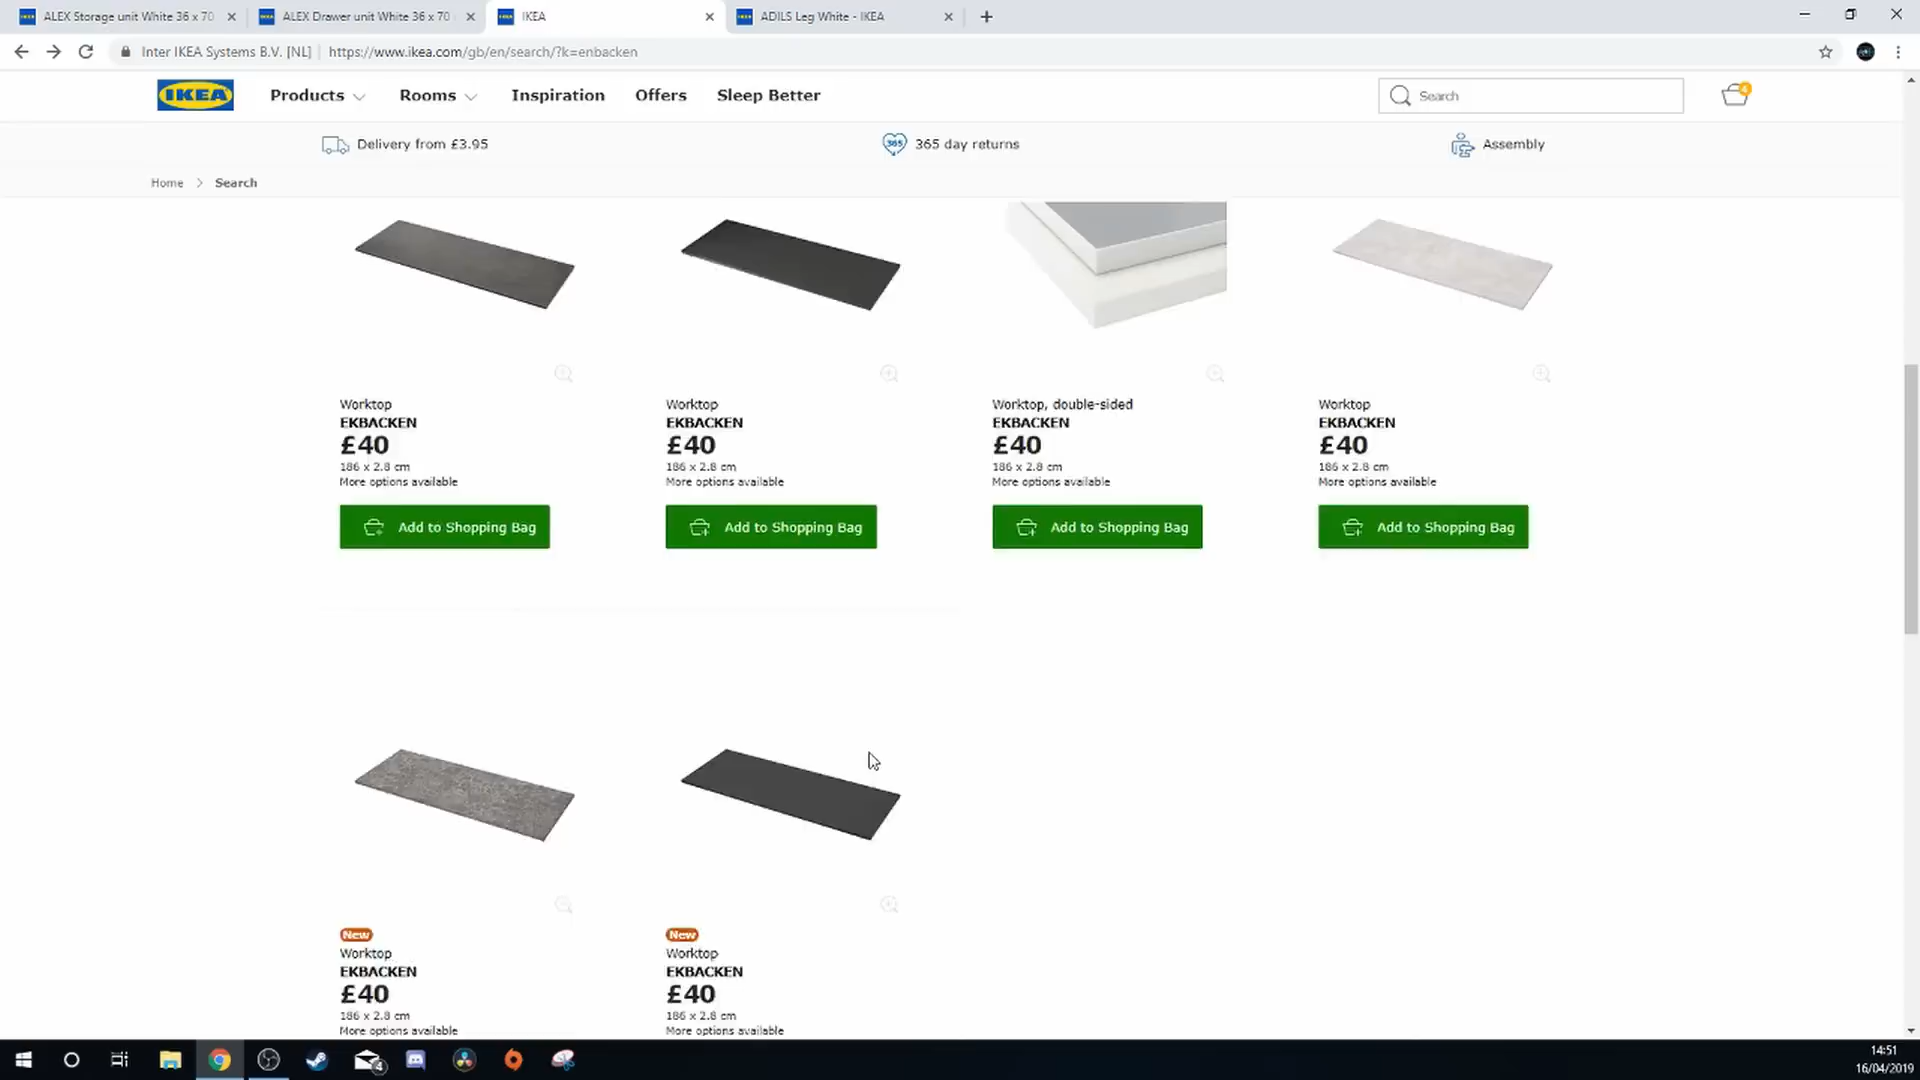 ALEX Storage unit White 36 x 70
ALEX Drawer unit White 36 x 70
IKEA
ADILS Leg White - IKEA
Inter IKEA Systems B.V. [NL]
https://www.ikea.com/gb/en/search/?k=enbacken
IKEA
Products
Rooms
Inspiration
Offers
Sleep Better
Search
4
Delivery from £3.95
365
365 day returns
Assembly
Home > Search
Worktop
EKBACKEN
£40
186 x 2.8 cm
More options available
Add to Shopping Bag
Worktop
EKBACKEN
£40
186 x 2.8 cm
More options available
Add to Shopping Bag
Worktop, double-sided
EKBACKEN
£40
186 x 2.8 cm
More options available
Add to Shopping Bag
Worktop
EKBACKEN
£40
186 x 2.8 cm
More options available
Add to Shopping Bag
New
Worktop
EKBACKEN
£40
186 x 2.8 cm
More options available
New
Worktop
EKBACKEN
£40
186 x 2.8 cm
More options available
4
14:51
16/04/2019